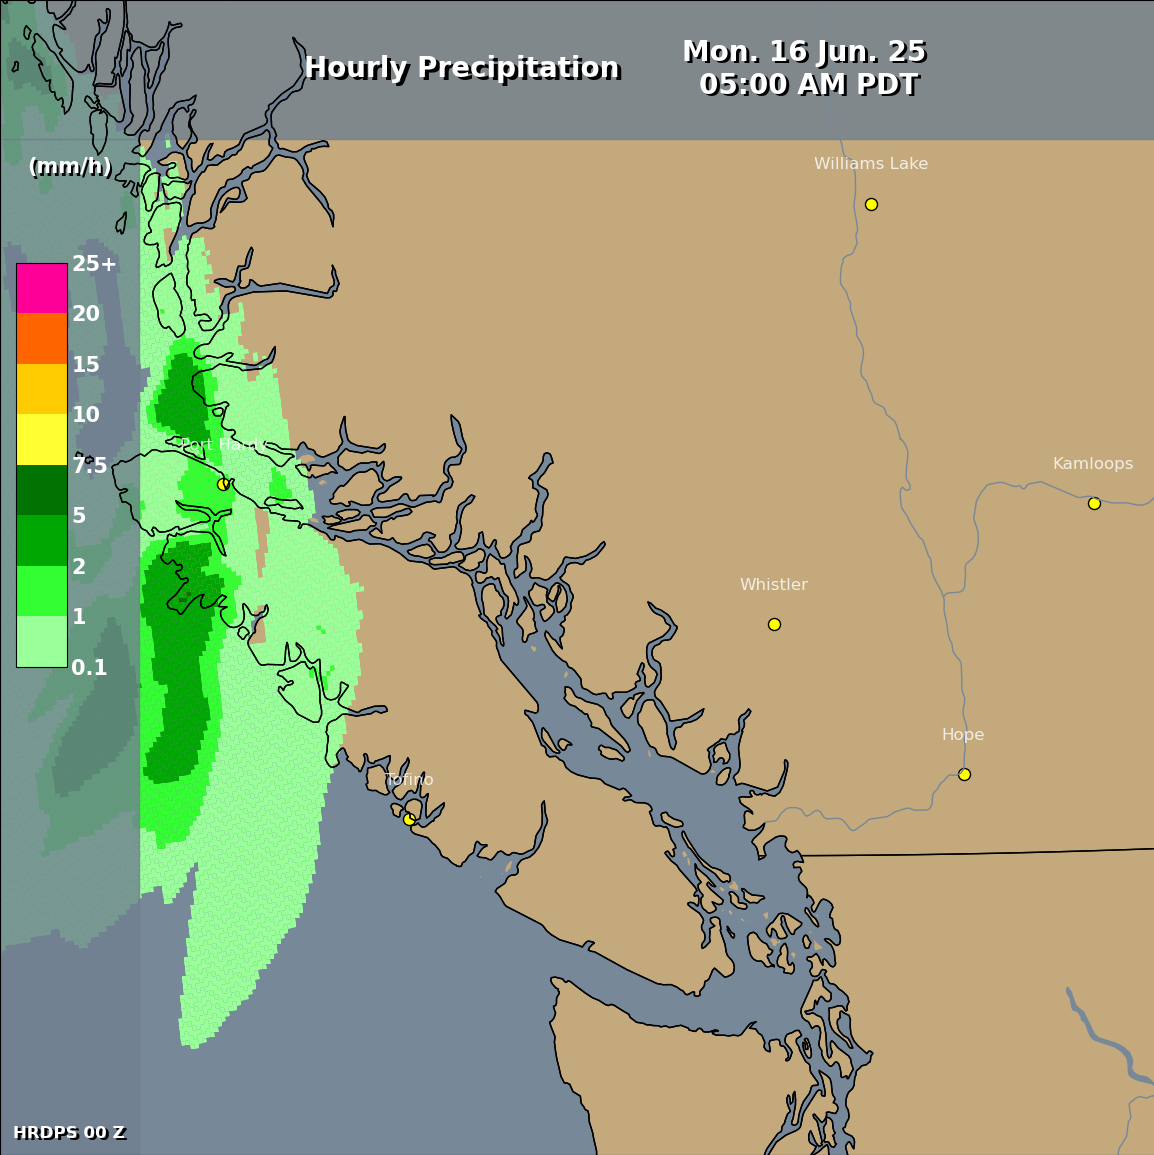 Hourly Precipitation
Mon. 16 Jun. 25
05:00 AM PDT
(mm/h)
25+
20
15
10
7.5
5
2
1
0.1
Williams Lake
Port Hardy
Kamloops
Whistler
Hope
Tofino
HRDPS 00 Z